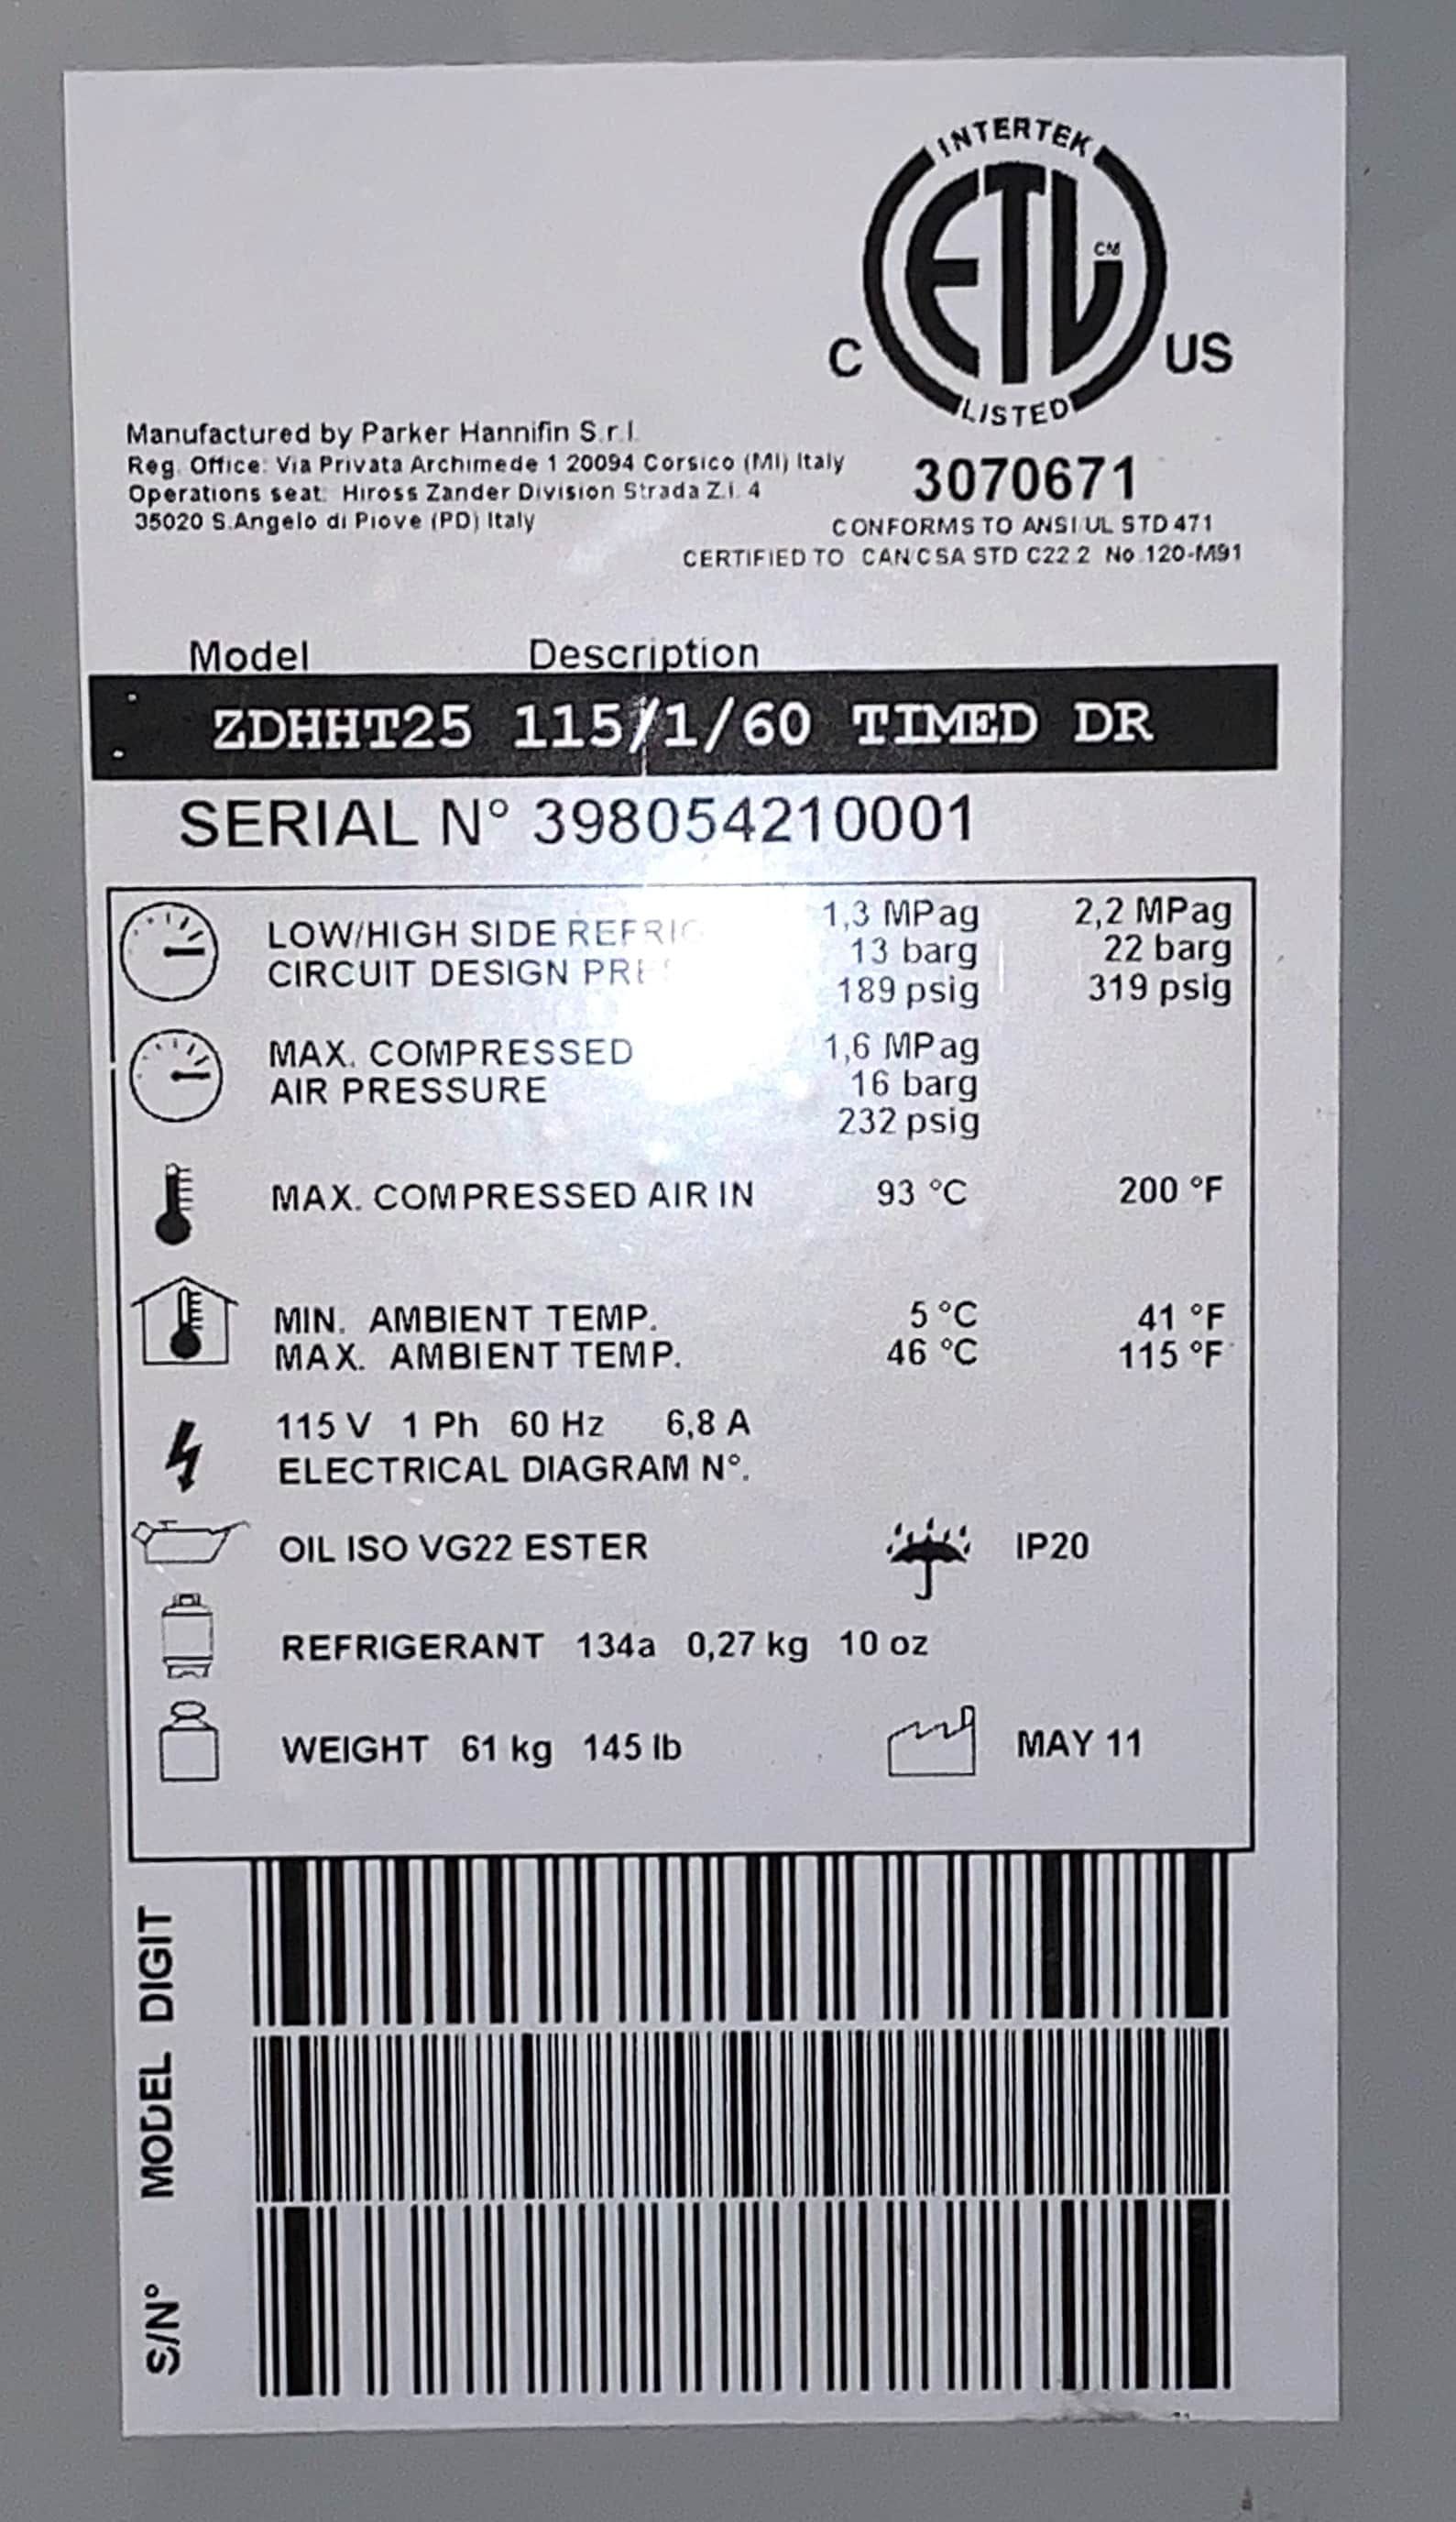 INTERTEK
ETL CM
C US
LISTED
Manufactured by Parker Hannifin S.r.l.
Reg. Office: Via Privata Archimede 1 20094 Corsico (MI) Italy
Operations seat: Hiross Zander Division Strada Z.i. 4
35020 S.Angelo di Piove (PD) Italy
3070671
CONFORMS TO ANSI/UL STD 471
CERTIFIED TO CAN/CSA STD C22.2 No.120-M91
Model Description
ZDHHT25 115/1/60 TIMED DR
SERIAL N° 398054210001
LOW/HIGH SIDE 1,3 MPag 2,2 MPag
CIRCUIT DESIGN 13 barg 22 barg
189 psig 319 psig
MAX. COMPRESSED 1,6 MPag
AIR PRESSURE 16 barg
232 psig
MAX. COMPRESSED AIR IN 93 °C 200 °F
MIN. AMBIENT TEMP. 5 °C 41 °F
MAX. AMBIENT TEMP. 46 °C 115 °F
115 V 1 Ph 60 Hz 6,8 A
ELECTRICAL DIAGRAM N°.
OIL ISO VG22 ESTER IP20
REFRIGERANT 134a 0,27 kg 10 oz
WEIGHT 61 kg 145 lb MAY 11
MODEL DIGIT
S/N°